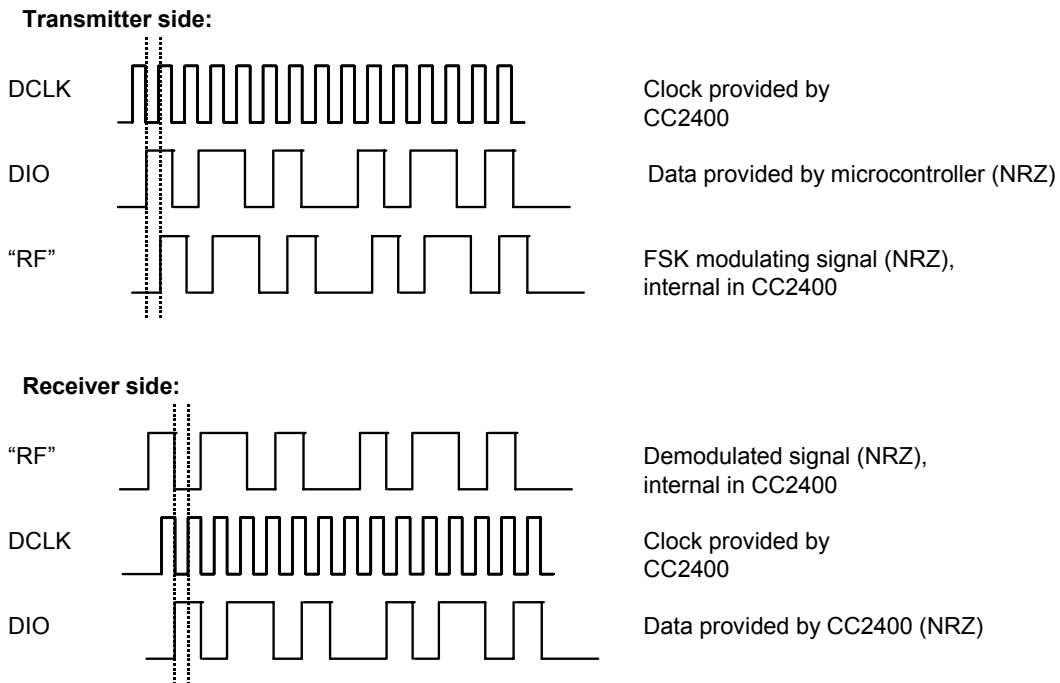 Transmitter side:
DCLK
Clock provided by
CC2400
DIO
Data provided by microcontroller (NRZ)
“RF”
FSK modulating signal (NRZ),
internal in CC2400
Receiver side:
“RF”
Demodulated signal (NRZ),
internal in CC2400
DCLK
Clock provided by
CC2400
DIO
Data provided by CC2400 (NRZ)